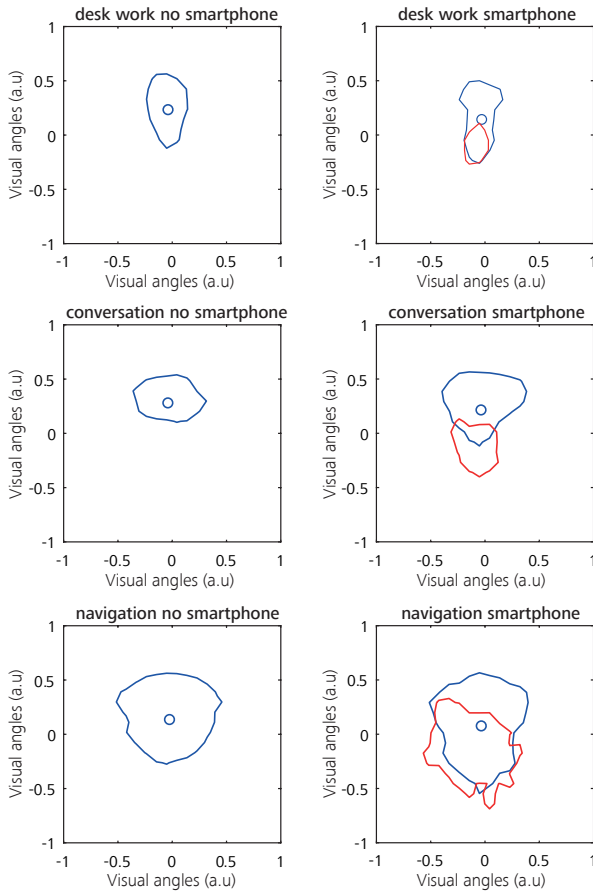 desk work no smartphone
desk work smartphone
Visual angles (a.u)
1
0.5
0
-0.5
-1
-1 -0.5 0 0.5 1
Visual angles (a.u)
Visual angles (a.u)
1
0.5
0
-0.5
-1
-1 -0.5 0 0.5 1
Visual angles (a.u)
conversation no smartphone
conversation smartphone
Visual angles (a.u)
1
0.5
0
-0.5
-1
-1 -0.5 0 0.5 1
Visual angles (a.u)
Visual angles (a.u)
1
0.5
0
-0.5
-1
-1 -0.5 0 0.5 1
Visual angles (a.u)
navigation no smartphone
navigation smartphone
Visual angles (a.u)
1
0.5
0
-0.5
-1
-1 -0.5 0 0.5 1
Visual angles (a.u)
Visual angles (a.u)
1
0.5
0
-0.5
-1
-1 -0.5 0 0.5 1
Visual angles (a.u)